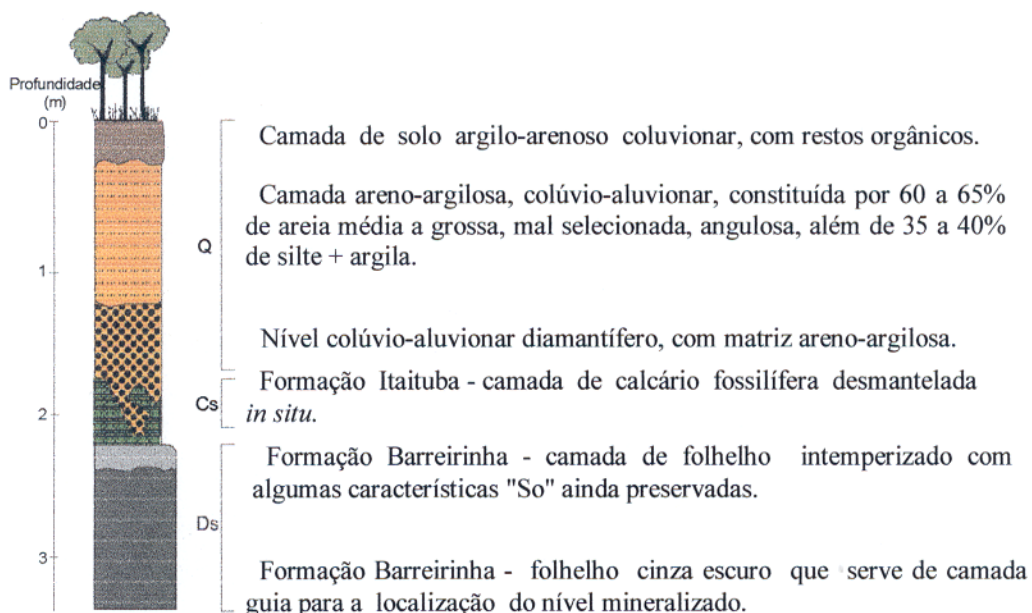 Profundidade
(m)
0
Camada de solo argilo-arenoso coluvionar, com restos orgânicos.
Camada areno-argilosa, colúvio-aluvionar, constituída por 60 a 65%
de areia média a grossa, mal selecionada, angulosa, além de 35 a 40%
de silte + argila.
Q
1
Nível colúvio-aluvionar diamantífero, com matriz areno-argilosa.
Formação Itaituba - camada de calcário fossilífera desmantelada
in situ.
Cs
2
Formação Barreirinha - camada de folhelho intemperizado com
algumas características "So" ainda preservadas.
Ds
3
Formação Barreirinha - folhelho cinza escuro que serve de camada
guia para a localização do nível mineralizado.